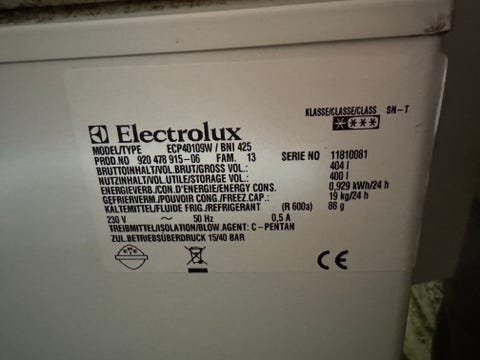 KLASSE/CLASSE/CLASS SN-T
Electrolux
MODEL/TYPE ECP40109W / BNI 425
PROD.NO 920 478 915-06 FAM. 13 SERIE NO 11810081
BRUTTOINHALT/VOL.BRUT/GROSS VOL.: 404 l
NUTZINHALT/VOL.UTILE/STORAGE VOL.: 400 l
ENERGIEVERB./CON.D'ENERGIE/ENERGY CONS. 0,929 kWh/24 h
GEFRIERVERM./POUVOIR CONG./FREEZ.CAP.: 19 kg/24 h
KÄLTEMITTEL/FLUIDE FRIG./REFRIGERANT (R 600a) 88 g
230 V ~ 50 Hz 0,5 A
TREIBMITTEL/ISOLATION/BLOW.AGENT: C-PENTAN
ZUL.BETRIEBSÜBERDRUCK 15/40 BAR
CE